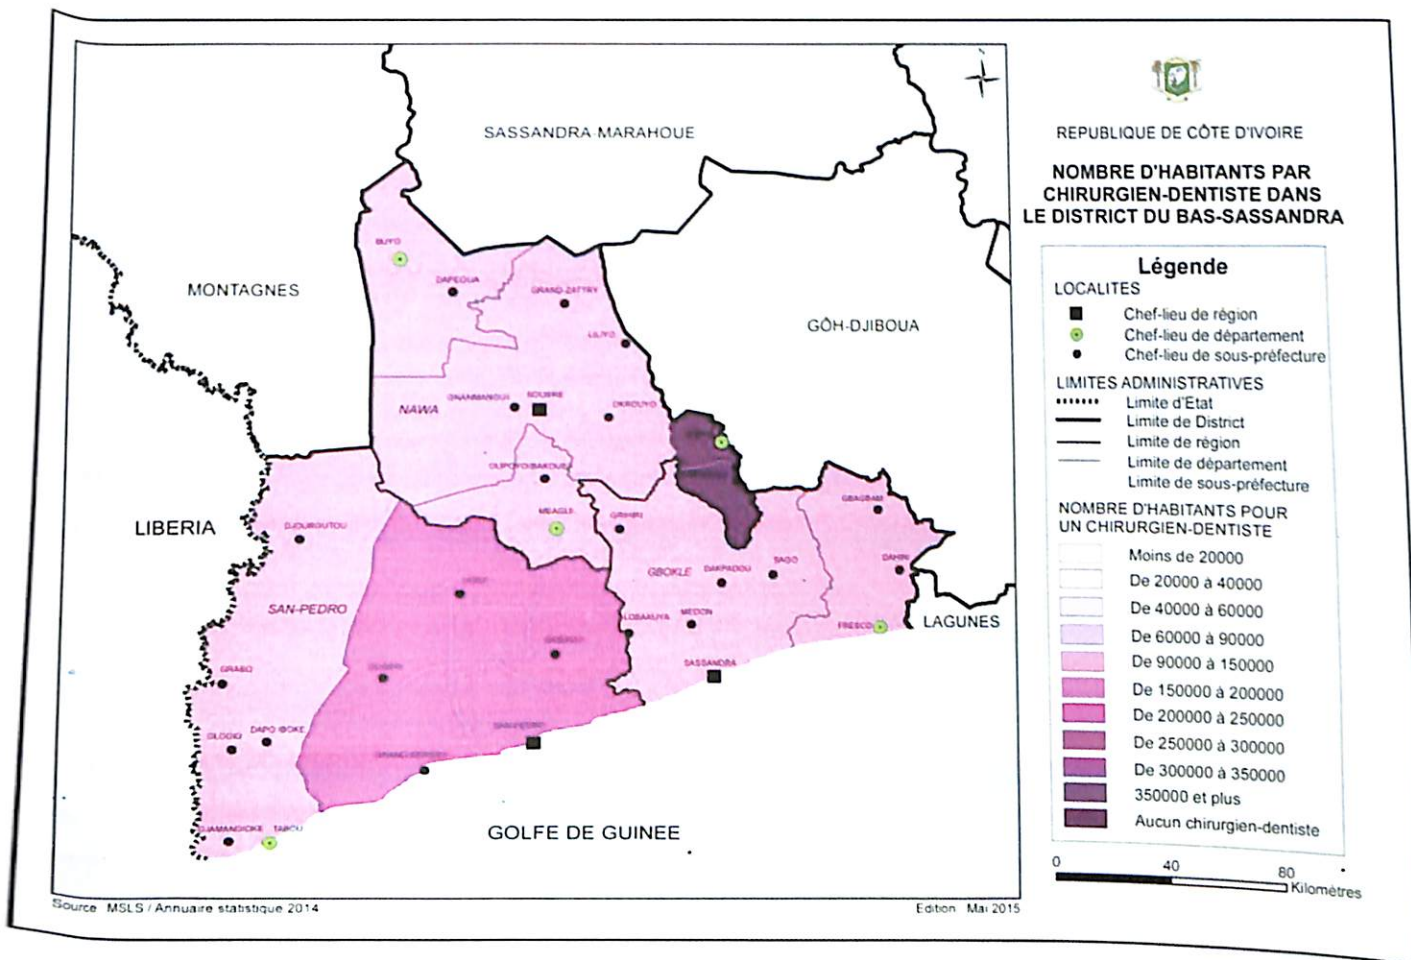 SASSANDRA-MARAHOUE
MONTAGNES
GÔH-DJIBOUA
LIBERIA
LAGUNES
GOLFE DE GUINEE
BUYO
DAPEOUA
GRAND-ZATTRY
LILIYO
NAWA
GNAMANGUI
SOUBRE
OKROUYO
OUPOYO
MEAGLE
GRIHIRI
GBAGBAM
DJOUROUTOU
GBOKLE
DAKPADOU
SAGO
DAHIRI
SAN-PEDRO
LOBAKUYA
MEDON
FRESCO
GRABO
SASSANDRA
OLODIO
DAPO-IBOKE
DJAMANDIOKE
TABOU
Source MSLS / Annuaire statistique 2014
Edition Mai 2015
REPUBLIQUE DE CÔTE D'IVOIRE
NOMBRE D'HABITANTS PAR
CHIRURGIEN-DENTISTE DANS
LE DISTRICT DU BAS-SASSANDRA
Légende
LOCALITES
Chef-lieu de région
Chef-lieu de département
Chef-lieu de sous-préfecture
LIMITES ADMINISTRATIVES
Limite d'Etat
Limite de District
Limite de région
Limite de département
Limite de sous-préfecture
NOMBRE D'HABITANTS POUR
UN CHIRURGIEN-DENTISTE
Moins de 20000
De 20000 à 40000
De 40000 à 60000
De 60000 à 90000
De 90000 à 150000
De 150000 à 200000
De 200000 à 250000
De 250000 à 300000
De 300000 à 350000
350000 et plus
Aucun chirurgien-dentiste
0 40 80
Kilomètres